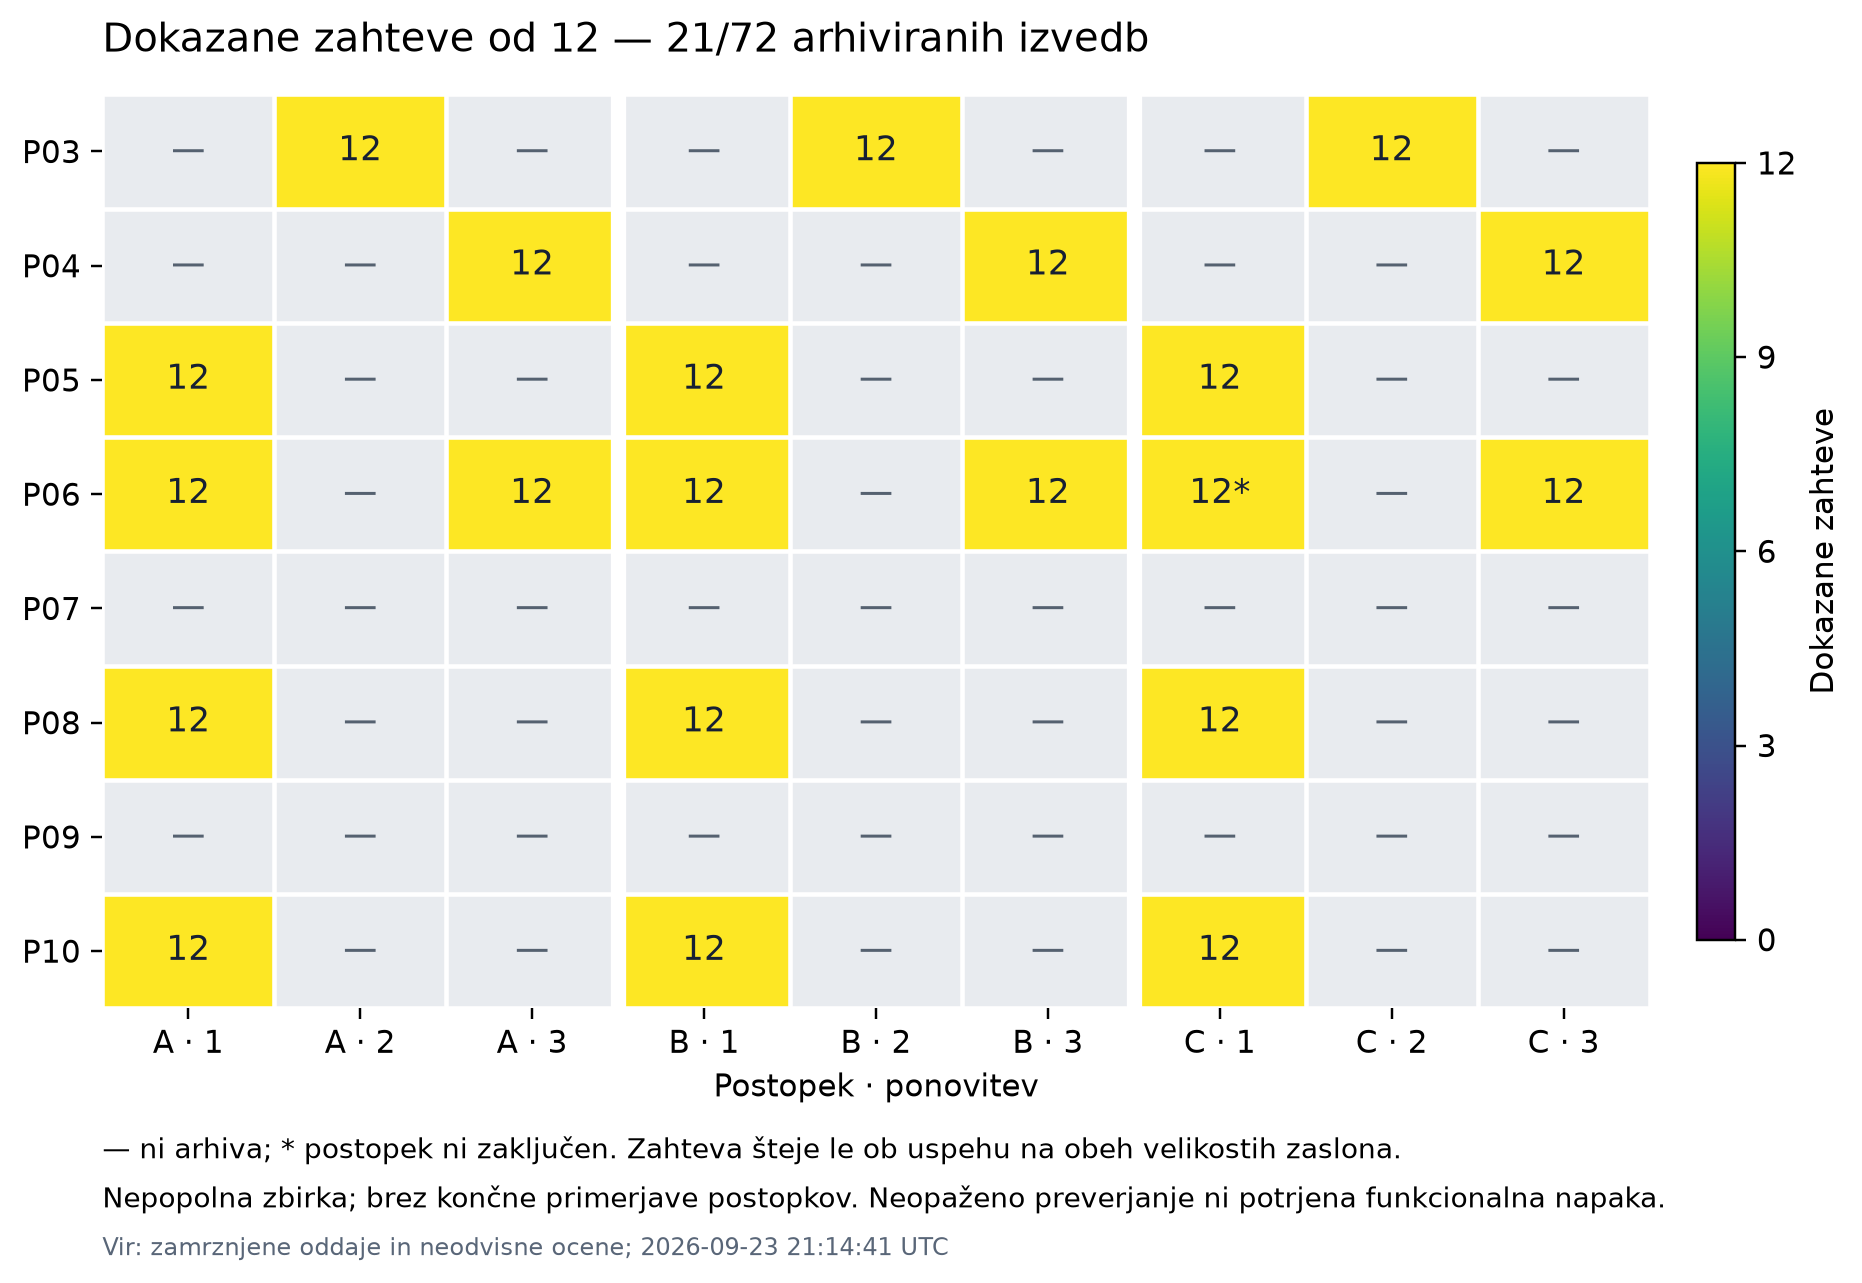 Dokazane zahteve od 12 — 21/72 arhiviranih izvedb
P03 — 12 — — 12 — — 12 —
P04 — — 12 — — 12 — — 12
P05 12 — — 12 — — 12 — —
P06 12 — 12 12 — 12 12* — 12
P07 — — — — — — — — —
P08 12 — — 12 — — 12 — —
P09 — — — — — — — — —
P10 12 — — 12 — — 12 — —
A · 1 A · 2 A · 3 B · 1 B · 2 B · 3 C · 1 C · 2 C · 3
Postopek · ponovitev
12
9
6
3
0
Dokazane zahteve
— ni arhiva; * postopek ni zaključen. Zahteva šteje le ob uspehu na obeh velikostih zaslona.
Nepopolna zbirka; brez končne primerjave postopkov. Neopaženo preverjanje ni potrjena funkcionalna napaka.
Vir: zamrznjene oddaje in neodvisne ocene; 2026-09-23 21:14:41 UTC